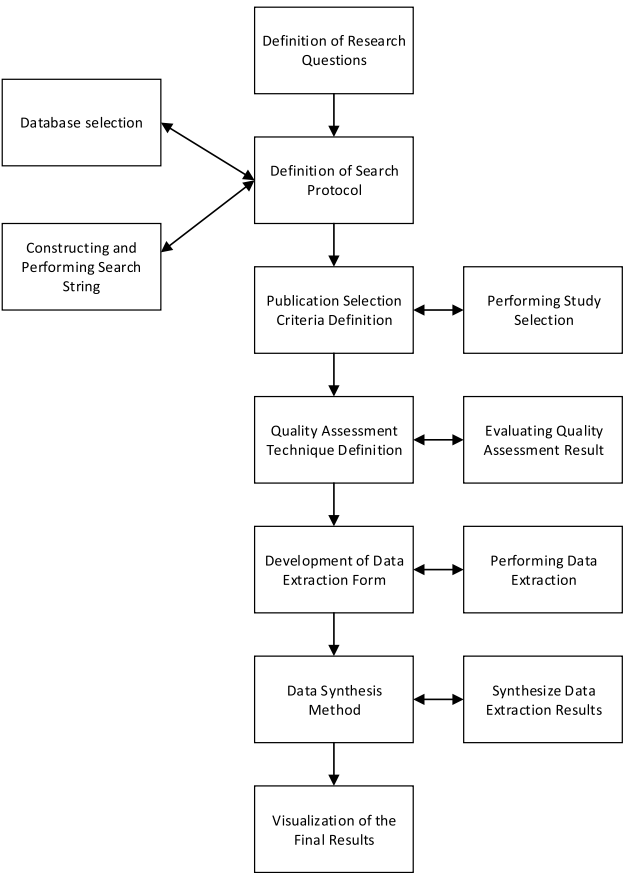 Definition of Research
Questions
Database selection
Definition of Search
Protocol
Constructing and
Performing Search
String
Publication Selection
Criteria Definition
Performing Study
Selection
Quality Assessment
Technique Definition
Evaluating Quality
Assessment Result
Development of Data
Extraction Form
Performing Data
Extraction
Data Synthesis
Method
Synthesize Data
Extraction Results
Visualization of the
Final Results